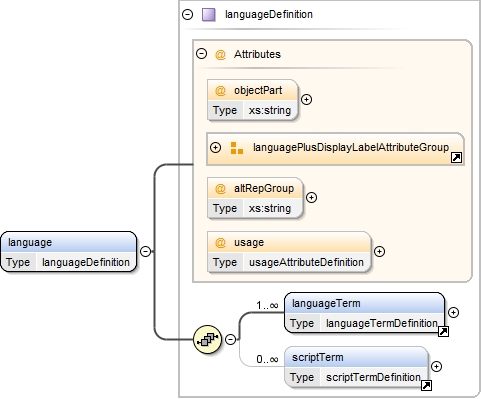 languageDefinition
@ Attributes
@ objectPart
Type xs:string
languagePlusDisplayLabelAttributeGroup
@ altRepGroup
Type xs:string
@ usage
Type usageAttributeDefinition
language
Type languageDefinition
1..∞
languageTerm
Type languageTermDefinition
0..∞
scriptTerm
Type scriptTermDefinition